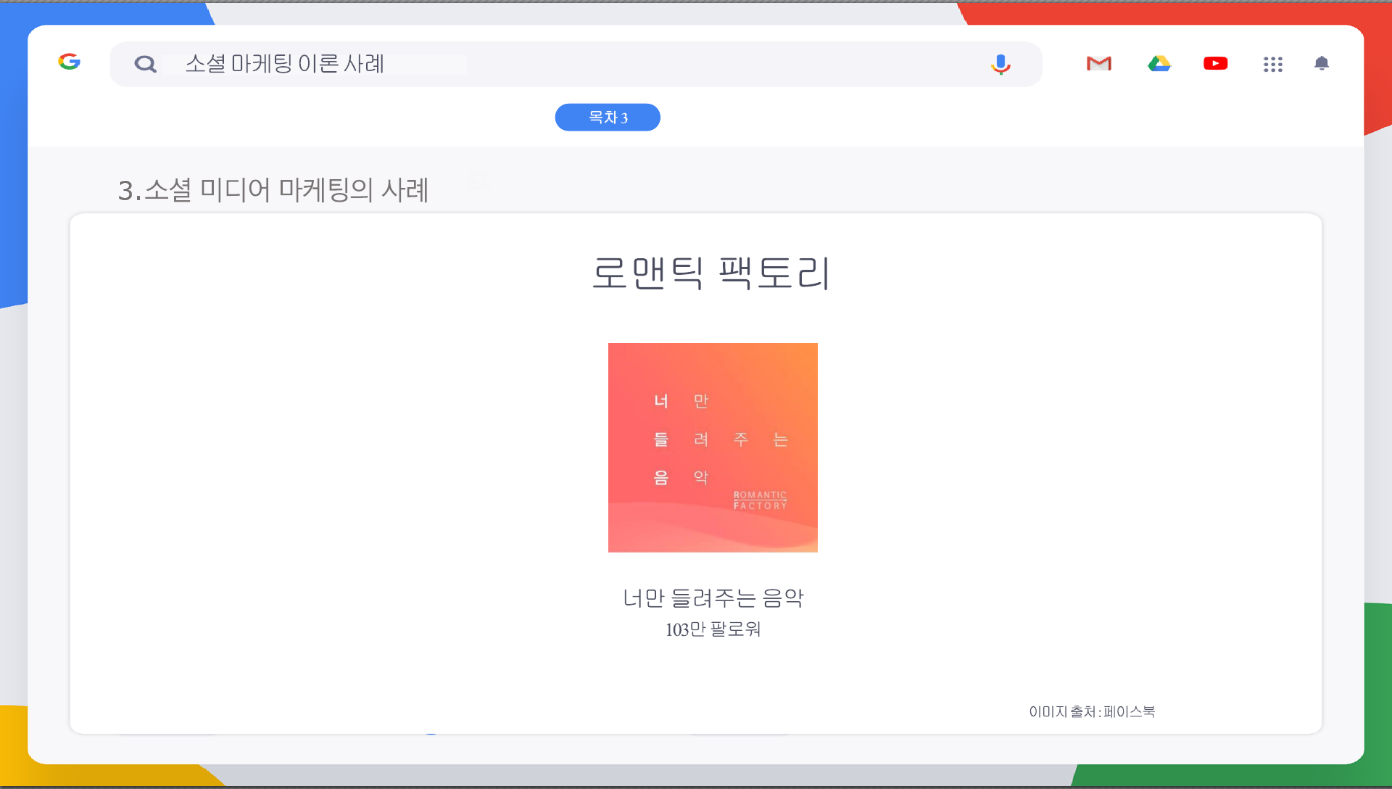 소셜 마케팅 이론 사례
목차 3
3.소셜 미디어 마케팅의 사례
로맨틱 팩토리
너 만
들 려 주 는
음 악
ROMANTIC
FACTORY
너만 들려주는 음악
103만 팔로워
이미지 출처 : 페이스북